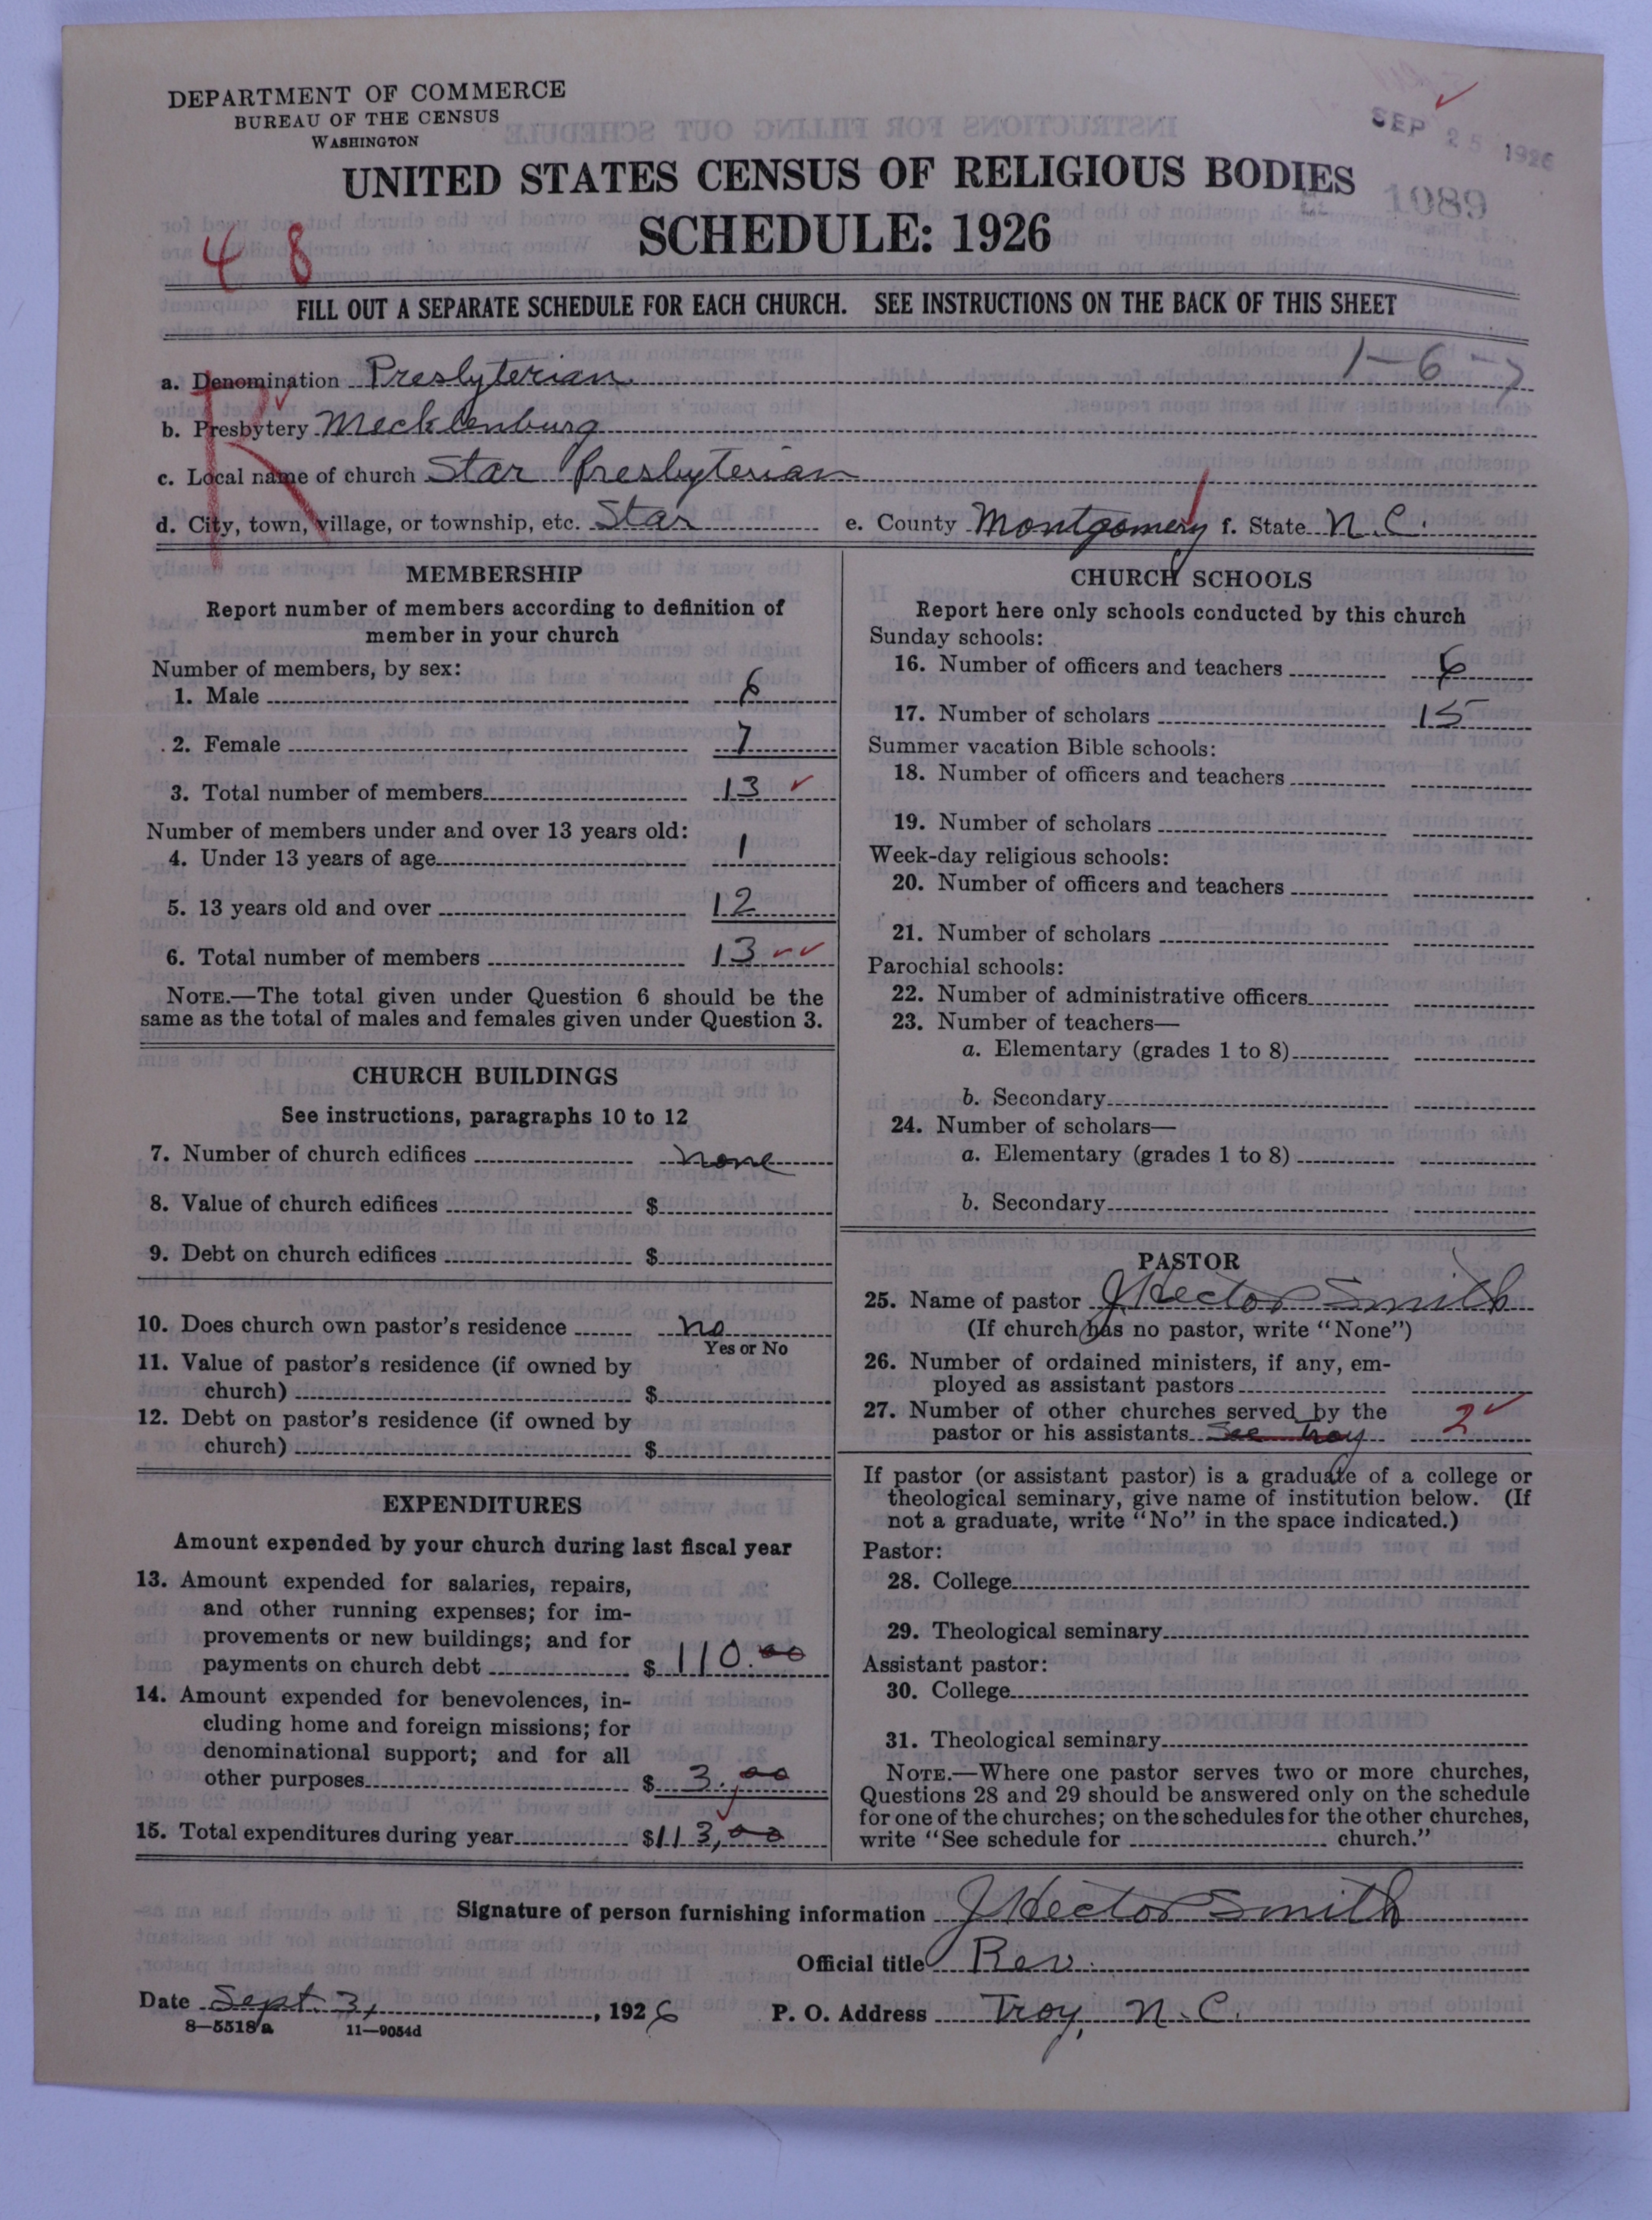 DEPARTMENT OF COMMERCE
BUREAU OF THE CENSUS
WASHINGTON
SEP 25 1926
1089
UNITED STATES CENSUS OF RELIGIOUS BODIES
SCHEDULE: 1926
4 8
FILL OUT A SEPARATE SCHEDULE FOR EACH CHURCH. SEE INSTRUCTIONS ON THE BACK OF THIS SHEET
1-6-7
a. Denomination Presbyterian
b. Presbytery Mecklenburg
c. Local name of church Star Presbyterian
d. City, town, village, or township, etc. Star e. County Montgomery f. State N.C.
R
MEMBERSHIP
Report number of members according to definition of
member in your church
Number of members, by sex:
1. Male 6
2. Female 7
3. Total number of members 13
Number of members under and over 13 years old:
4. Under 13 years of age 1
5. 13 years old and over 12
6. Total number of members 13
NOTE.—The total given under Question 6 should be the
same as the total of males and females given under Question 3.
CHURCH BUILDINGS
See instructions, paragraphs 10 to 12
7. Number of church edifices none
8. Value of church edifices $
9. Debt on church edifices $
10. Does church own pastor's residence no
Yes or No
11. Value of pastor's residence (if owned by
church) $
12. Debt on pastor's residence (if owned by
church) $
EXPENDITURES
Amount expended by your church during last fiscal year
13. Amount expended for salaries, repairs,
and other running expenses; for im-
provements or new buildings; and for
payments on church debt $110.00
14. Amount expended for benevolences, in-
cluding home and foreign missions; for
denominational support; and for all
other purposes $3.00
15. Total expenditures during year $113,00
CHURCH SCHOOLS
Report here only schools conducted by this church
Sunday schools:
16. Number of officers and teachers 6
17. Number of scholars 15
Summer vacation Bible schools:
18. Number of officers and teachers
19. Number of scholars
Week-day religious schools:
20. Number of officers and teachers
21. Number of scholars
Parochial schools:
22. Number of administrative officers
23. Number of teachers—
a. Elementary (grades 1 to 8)
b. Secondary
24. Number of scholars—
a. Elementary (grades 1 to 8)
b. Secondary
PASTOR
25. Name of pastor J Hector Smith
(If church has no pastor, write "None")
26. Number of ordained ministers, if any, em-
ployed as assistant pastors
27. Number of other churches served by the
pastor or his assistants See Troy 2
If pastor (or assistant pastor) is a graduate of a college or
theological seminary, give name of institution below. (If
not a graduate, write "No" in the space indicated.)
Pastor:
28. College
29. Theological seminary
Assistant pastor:
30. College
31. Theological seminary
NOTE.—Where one pastor serves two or more churches,
Questions 28 and 29 should be answered only on the schedule
for one of the churches; on the schedules for the other churches,
write "See schedule for church."
Signature of person furnishing information J Hector Smith
Official title Rev.
Date Sept. 3, 1926 P. O. Address Troy, N.C.
8—5518a 11—9054d